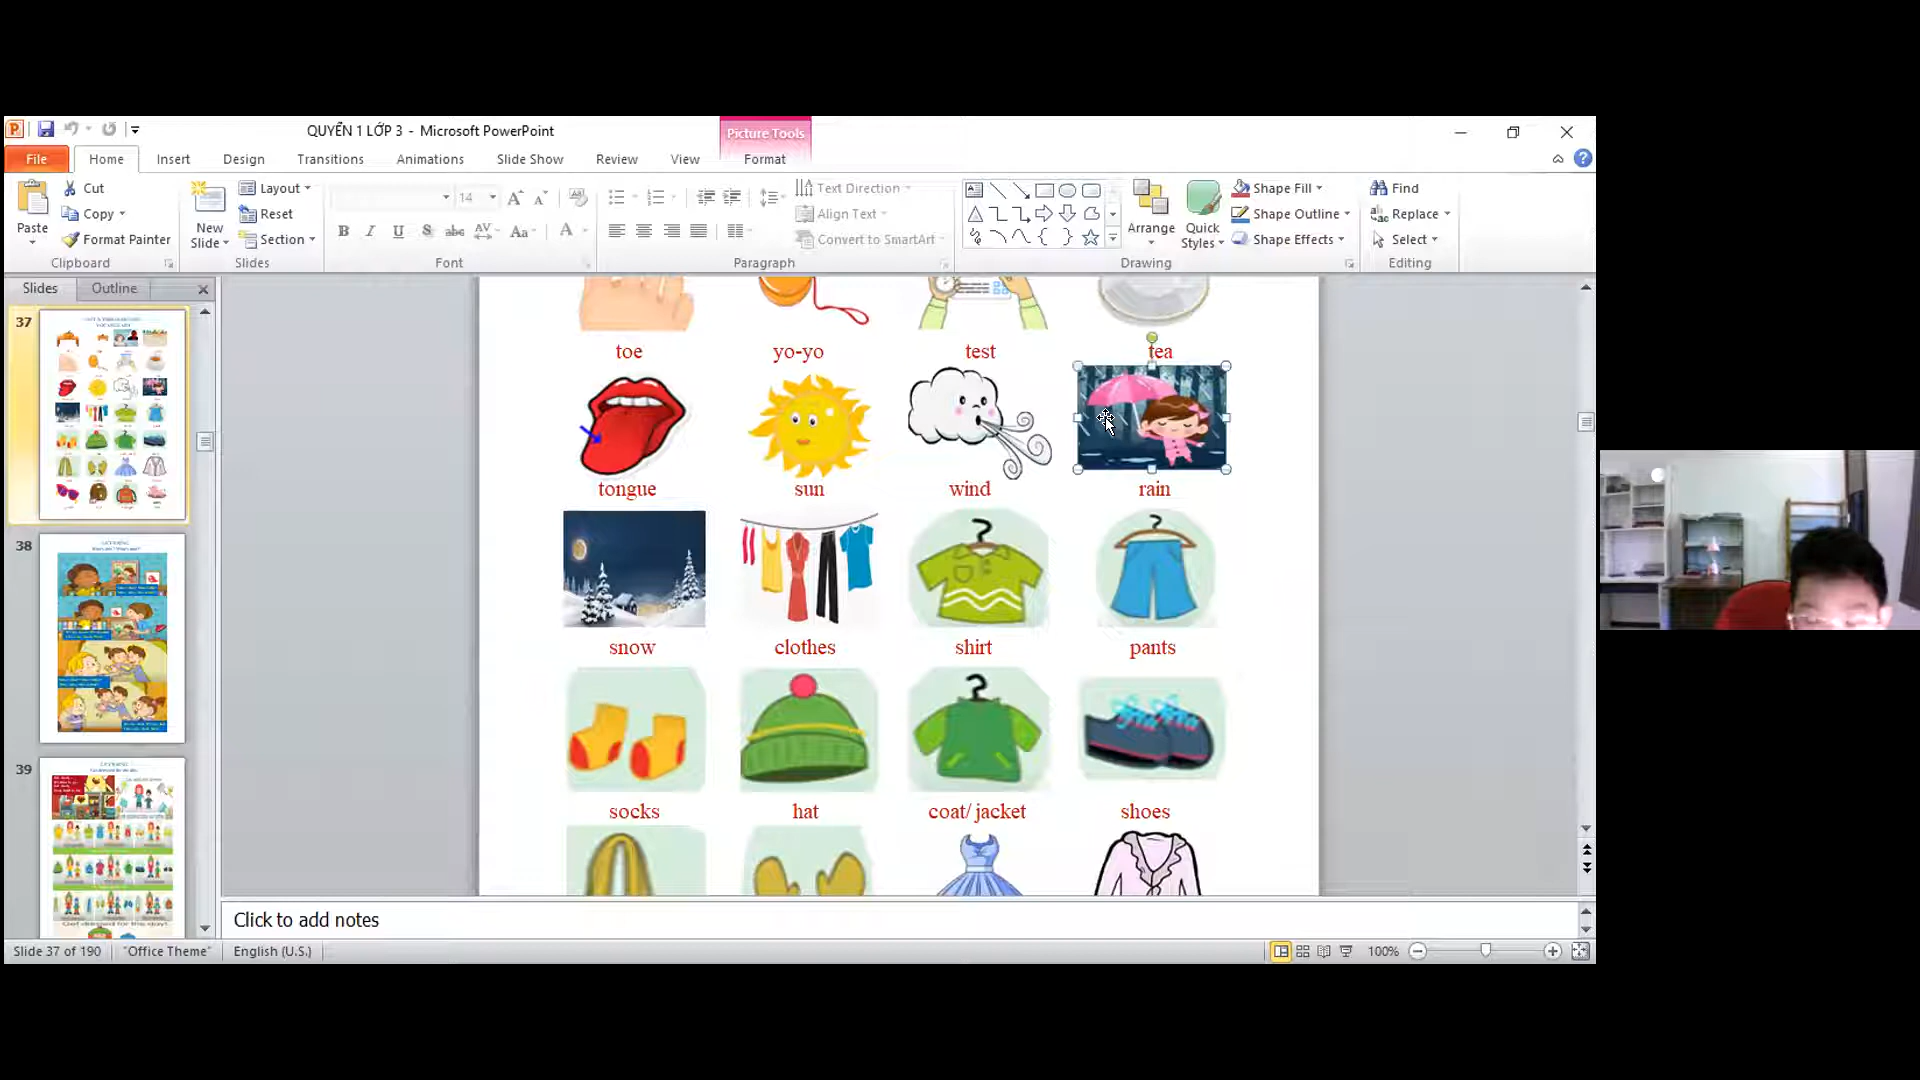 QUYỂN 1 LỚP 3 - Microsoft PowerPoint
Picture Tools
File Home Insert Design Transitions Animations Slide Show Review View Format
Paste
Cut
Copy
Format Painter
Clipboard
New Slide
Layout
Reset
Section
Slides
14
B I U S abc AV Aa A
Font
Text Direction
Align Text
Convert to SmartArt
Paragraph
Arrange
Quick Styles
Shape Fill
Shape Outline
Shape Effects
Drawing
Find
Replace
Select
Editing
Slides Outline
37
38
39
toe yo-yo test tea
tongue sun wind rain
snow clothes shirt pants
socks hat coat/ jacket shoes
Click to add notes
Slide 37 of 190 "Office Theme" English (U.S.) 100%